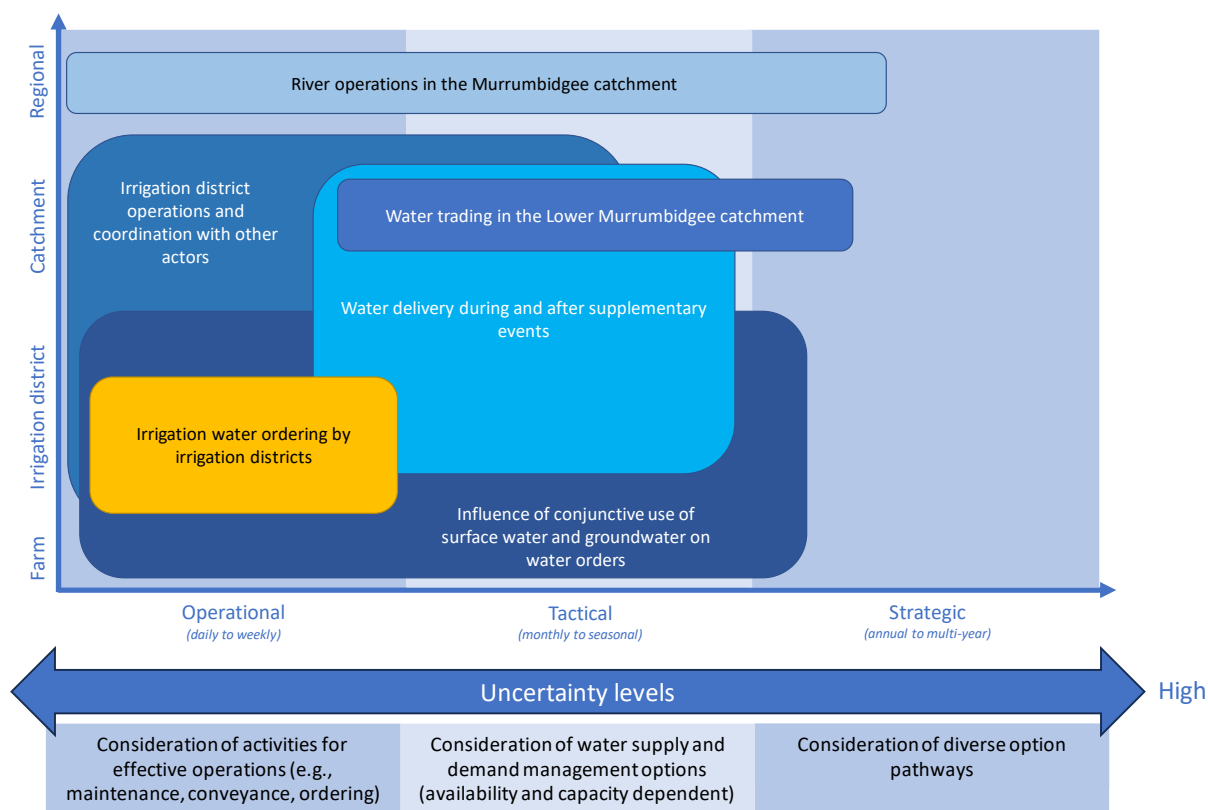 Regional
Catchment
Irrigation district
Farm
River operations in the Murrumbidgee catchment
Irrigation district
operations and
coordination with other
actors
Water trading in the Lower Murrumbidgee catchment
Water delivery during and after supplementary
events
Irrigation water ordering by
irrigation districts
Influence of conjunctive use of
surface water and groundwater on
water orders
Operational
(daily to weekly)
Tactical
(monthly to seasonal)
Strategic
(annual to multi-year)
Uncertainty levels
High
Consideration of activities for
effective operations (e.g.,
maintenance, conveyance, ordering)
Consideration of water supply and
demand management options
(availability and capacity dependent)
Consideration of diverse option
pathways